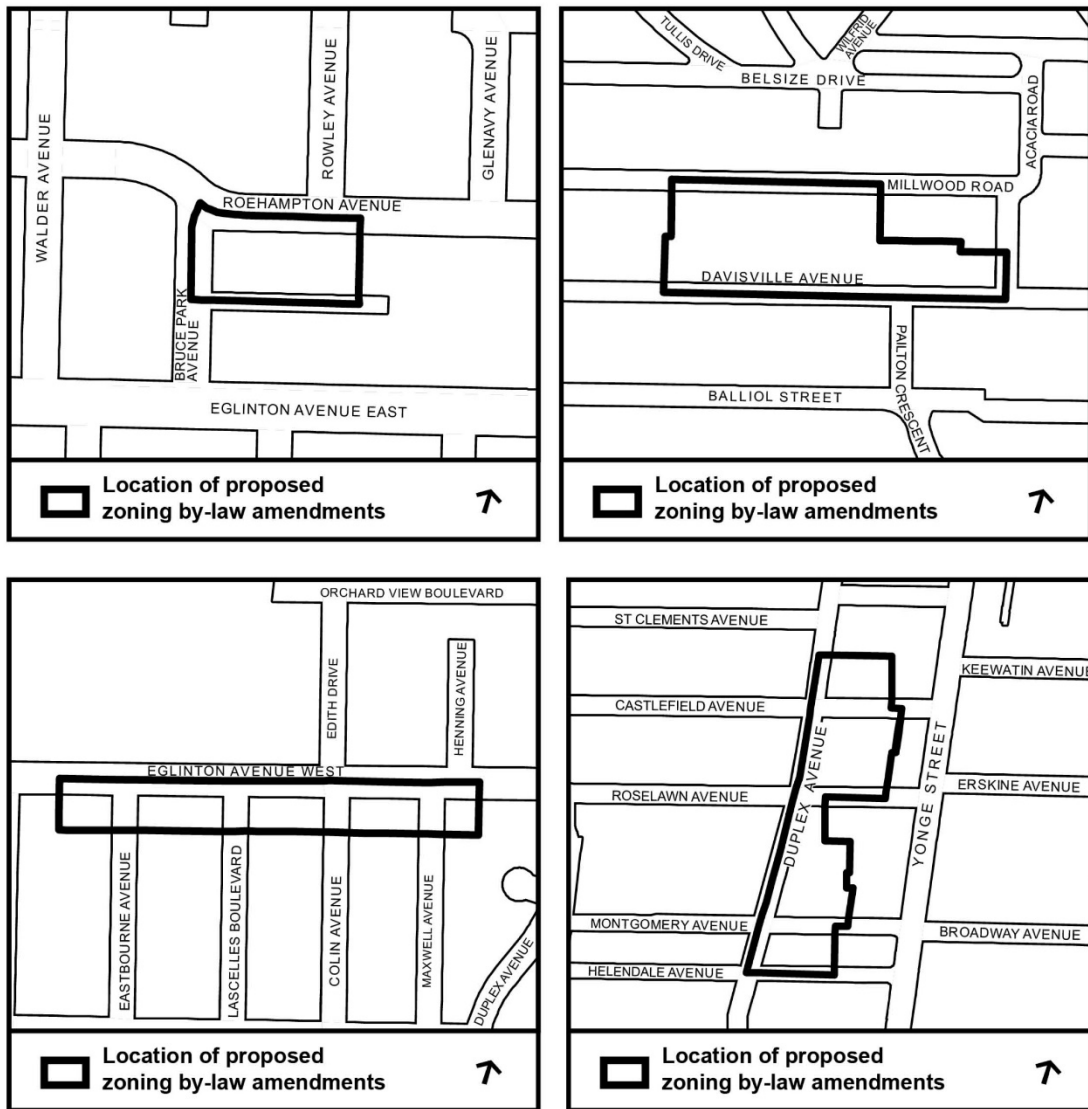 WALDER AVENUE
ROWLEY AVENUE
GLENAVY AVENUE
ROEHAMPTON AVENUE
BRUCE PARK
AVENUE
EGLINTON AVENUE EAST
Location of proposed
zoning by-law amendments
TULLIS DRIVE
WILFRID
AVENUE
BELSIZE DRIVE
ACACIA ROAD
MILLWOOD ROAD
DAVISVILLE AVENUE
PAILTON CRESCENT
BALLIOL STREET
Location of proposed
zoning by-law amendments
ORCHARD VIEW BOULEVARD
EDITH DRIVE
HENNING AVENUE
EGLINTON AVENUE WEST
EASTBOURNE AVENUE
LASCELLES BOULEVARD
COLIN AVENUE
MAXWELL AVENUE
DUPLEX AVENUE
Location of proposed
zoning by-law amendments
ST CLEMENTS AVENUE
KEEWATIN AVENUE
CASTLEFIELD AVENUE
DUPLEX AVENUE
YONGE STREET
ROSELAWN AVENUE
ERSKINE AVENUE
MONTGOMERY AVENUE
BROADWAY AVENUE
HELENDALE AVENUE
Location of proposed
zoning by-law amendments